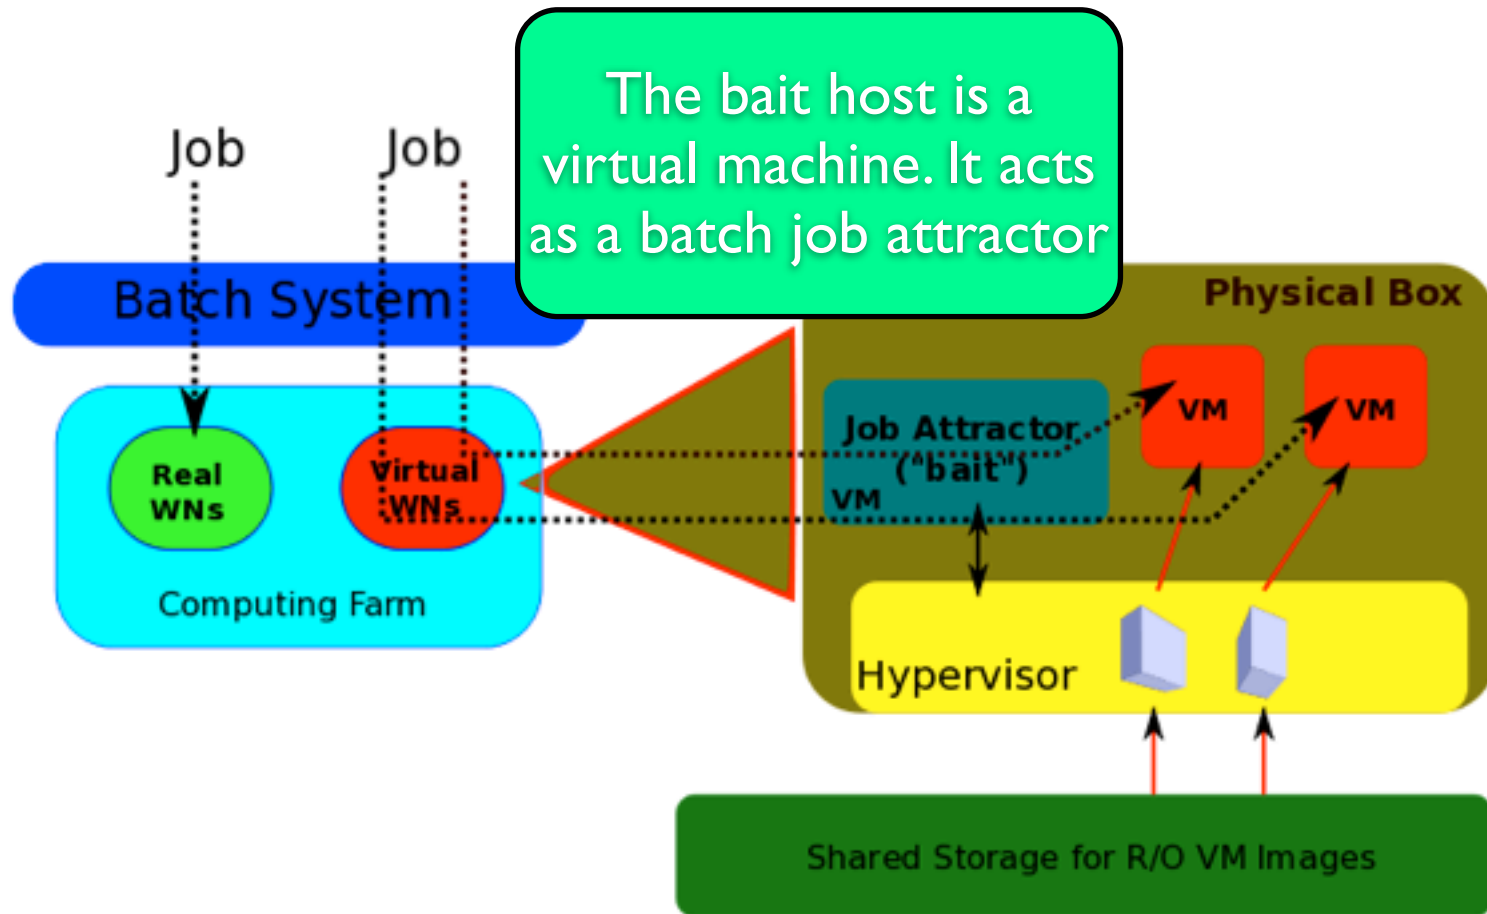 The bait host is a
virtual machine. It acts
as a batch job attractor
Job
Job
Batch System
Physical Box
Real
WNs
Virtual
WNs
Computing Farm
Job Attractor
("bait")
VM
VM
VM
Hypervisor
Shared Storage for R/O VM Images